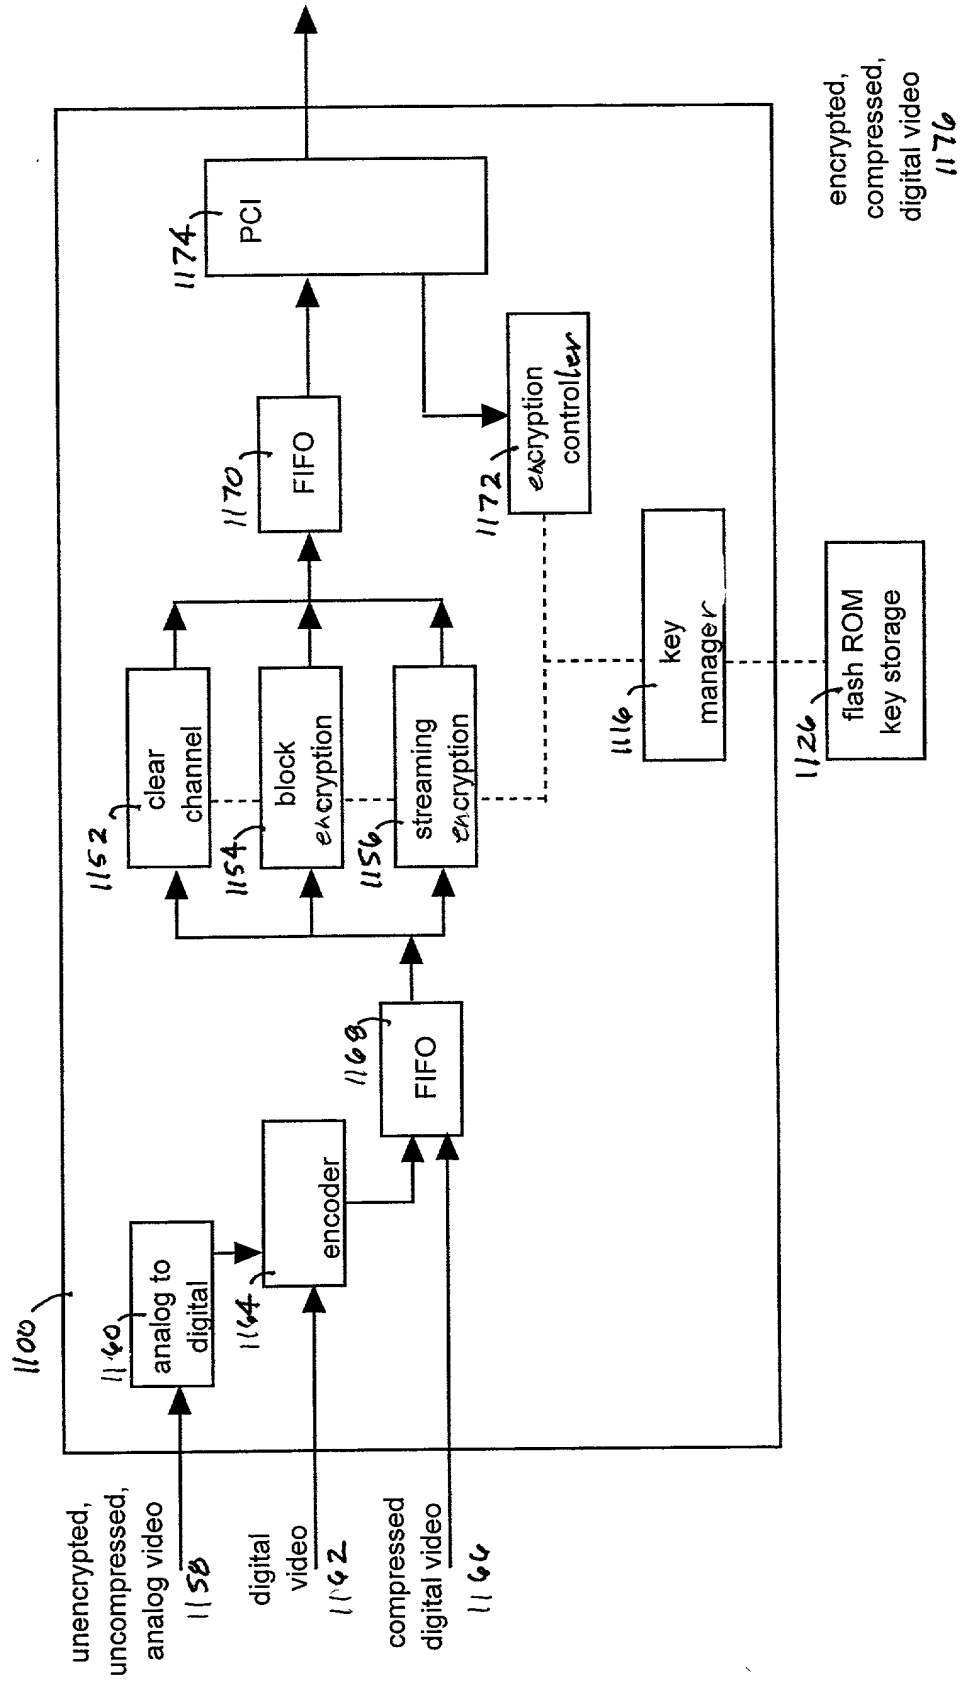 1100
unencrypted,
uncompressed,
analog video
1158
digital
video
1162
compressed
digital video
1166
1160
analog to
digital
1164
encoder
1168
FIFO
1152
clear
channel
1154
block
encryption
1156
streaming
encryption
1170
FIFO
1174
PCI
1172
encryption
controller
1116
key
manager
1126
flash ROM
key storage
encrypted,
compressed,
digital video
1176